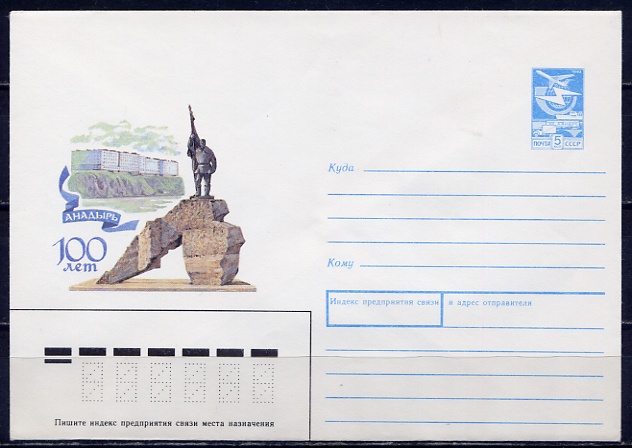 ПОЧТА 5 СССР
АНАДЫРЬ
100
лет
Куда
Кому
Индекс предприятия связи и адрес отправителя
Пишите индекс предприятия связи места назначения